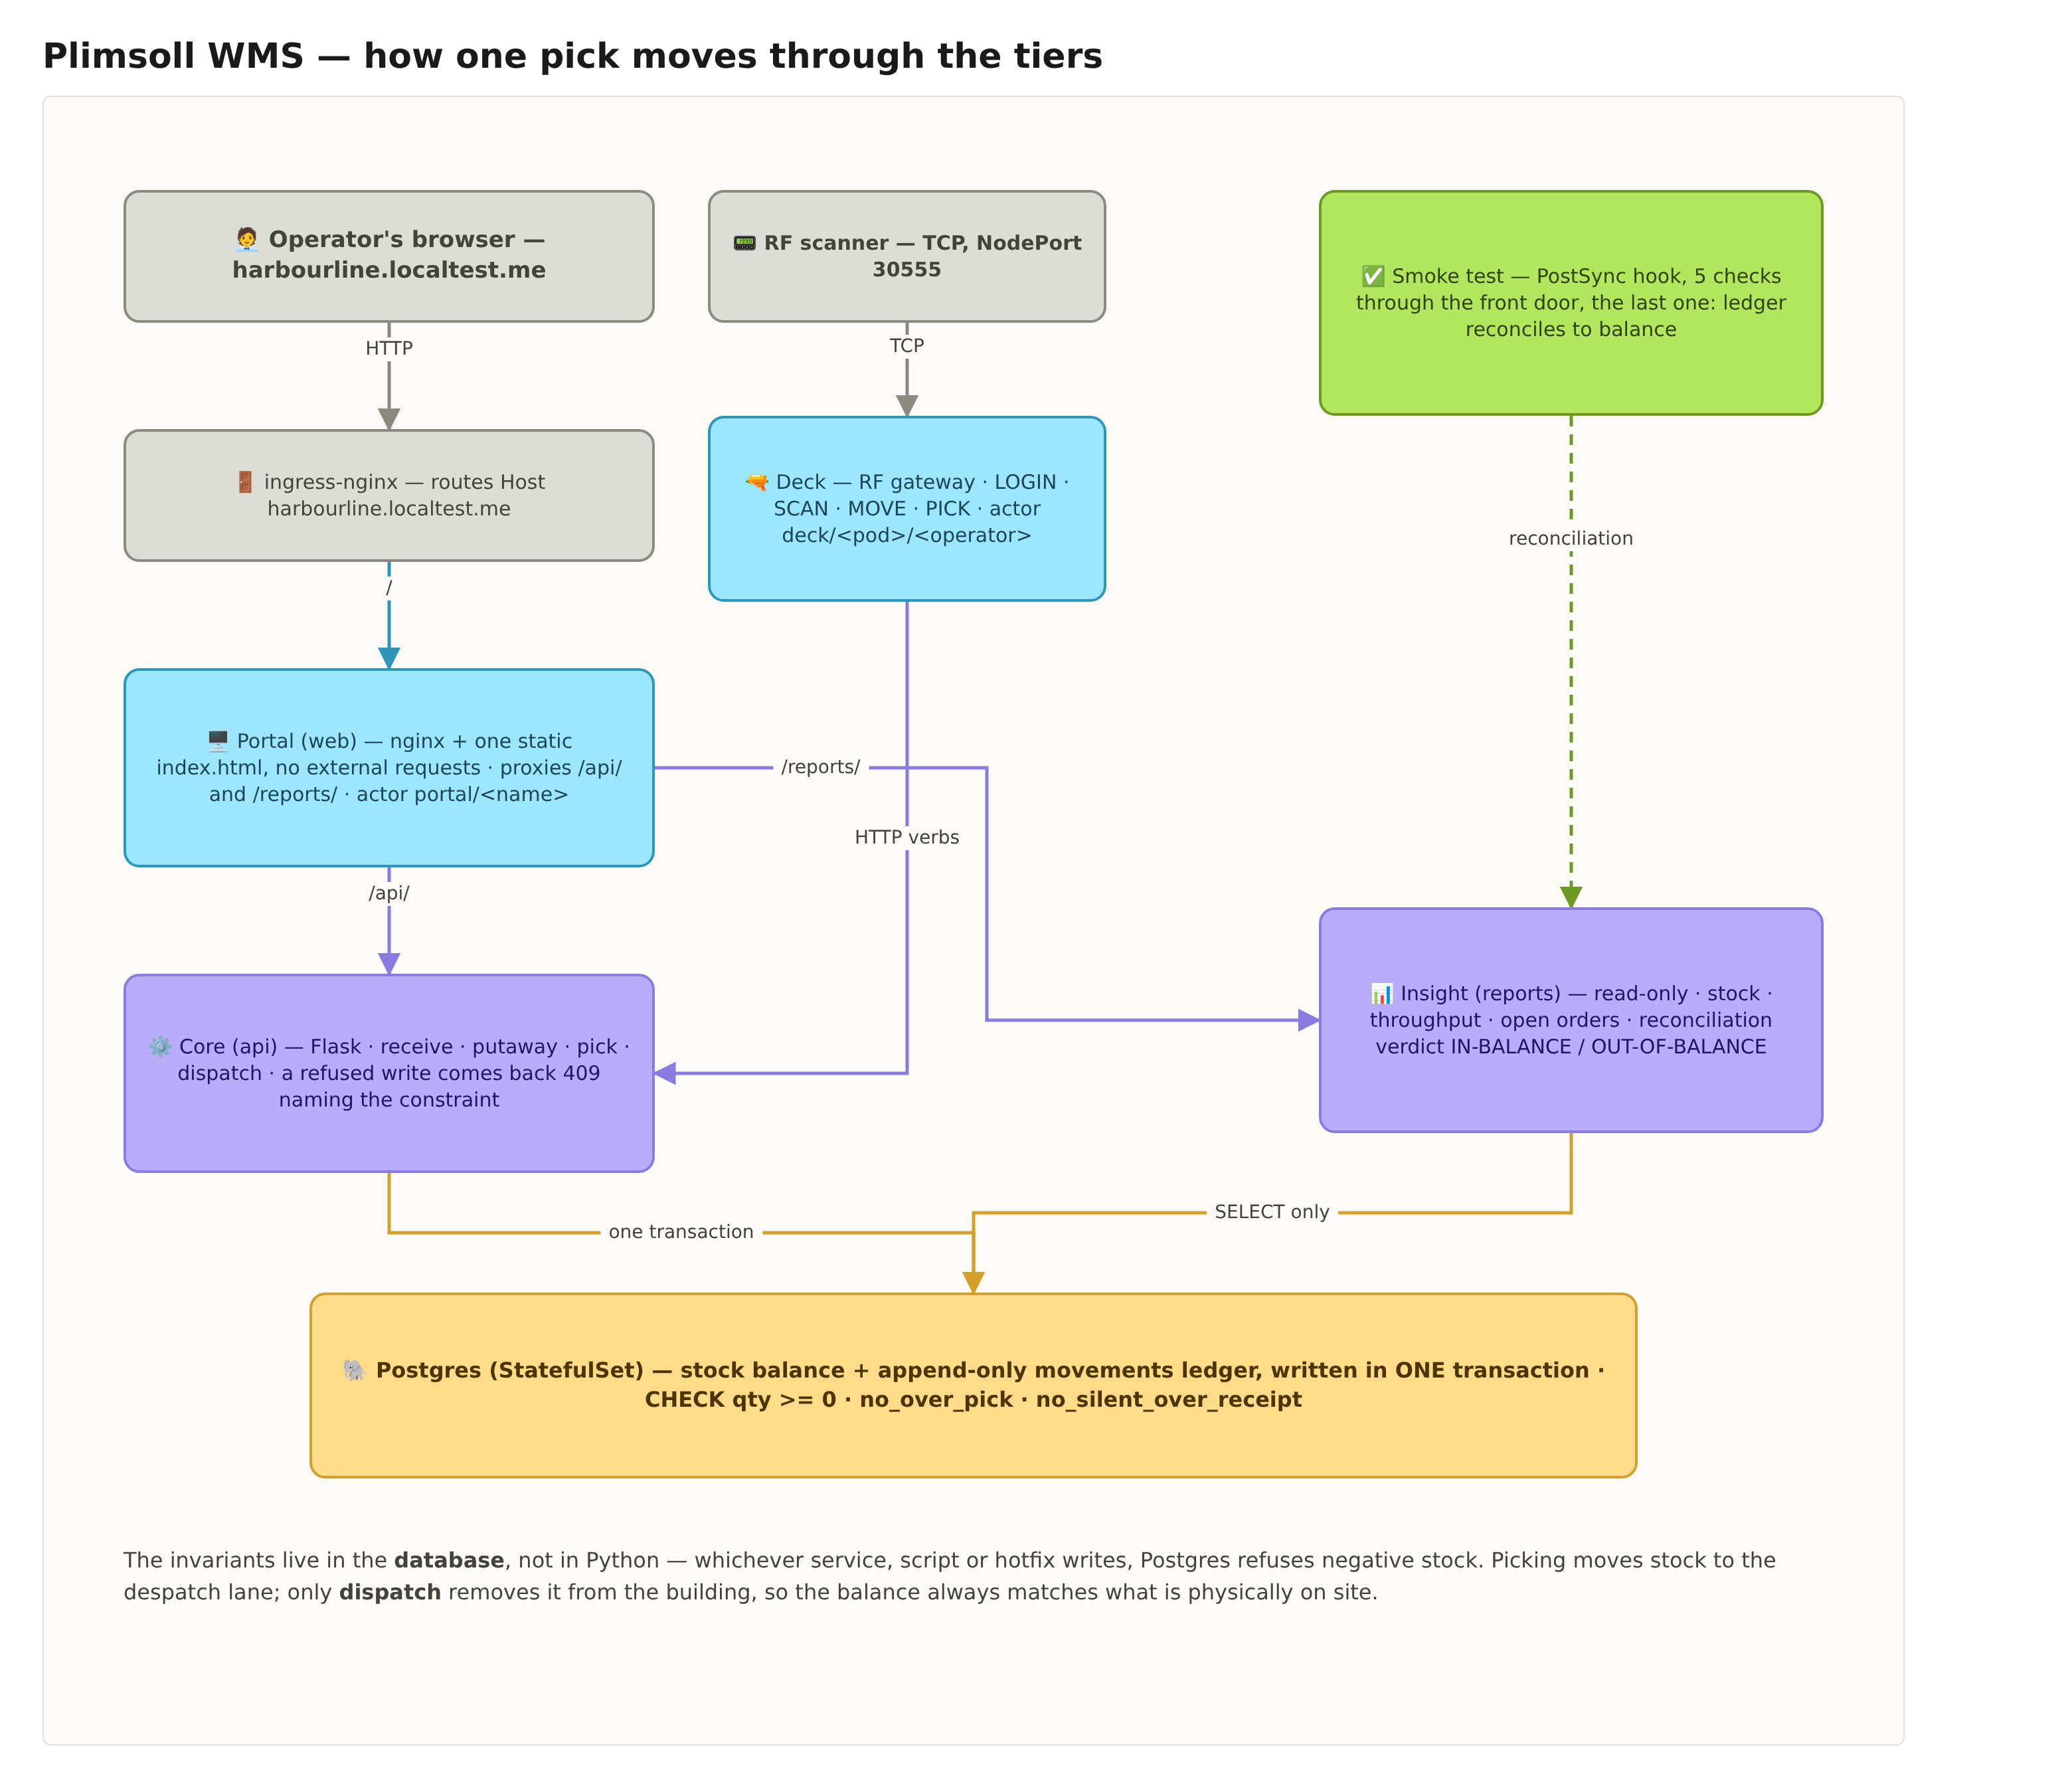 Plimsoll WMS — how one pick moves through the tiers
🧑‍💼 Operator's browser —
harbourline.localtest.me
📟 RF scanner — TCP, NodePort
30555
✅ Smoke test — PostSync hook, 5 checks
through the front door, the last one: ledger
reconciles to balance
HTTP
TCP
🚪 ingress-nginx — routes Host
harbourline.localtest.me
🔫 Deck — RF gateway · LOGIN ·
SCAN · MOVE · PICK · actor
deck/<pod>/<operator>
reconciliation
/
🖥️ Portal (web) — nginx + one static
index.html, no external requests · proxies /api/
and /reports/ · actor portal/<name>
/reports/
HTTP verbs
/api/
⚙️ Core (api) — Flask · receive · putaway · pick ·
dispatch · a refused write comes back 409
naming the constraint
📊 Insight (reports) — read-only · stock ·
throughput · open orders · reconciliation
verdict IN-BALANCE / OUT-OF-BALANCE
one transaction
SELECT only
🐘 Postgres (StatefulSet) — stock balance + append-only movements ledger, written in ONE transaction ·
CHECK qty >= 0 · no_over_pick · no_silent_over_receipt
The invariants live in the database, not in Python — whichever service, script or hotfix writes, Postgres refuses negative stock. Picking moves stock to the
despatch lane; only dispatch removes it from the building, so the balance always matches what is physically on site.